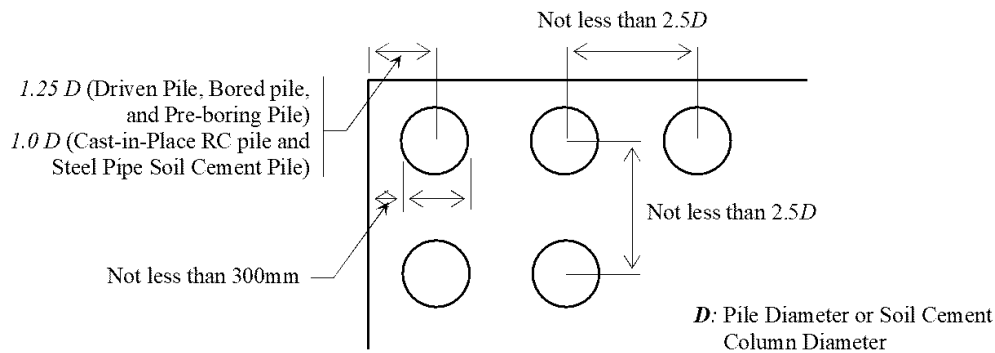 Not less than 2.5D
1.25 D (Driven Pile, Bored pile,
and Pre-boring Pile)
1.0 D (Cast-in-Place RC pile and
Steel Pipe Soil Cement Pile)
Not less than 2.5D
Not less than 300mm
D: Pile Diameter or Soil Cement
Column Diameter